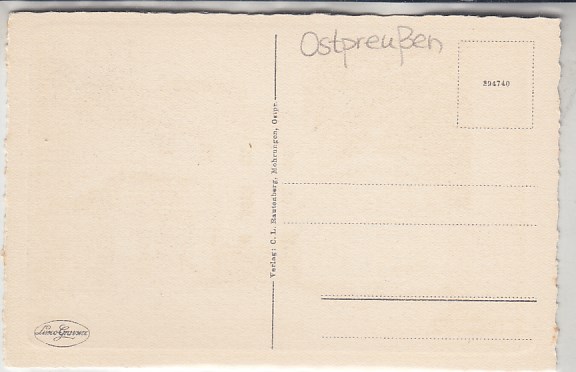 Ostpreußen
294740
Verlag: C. L. Rautenberg, Mohrungen, Ostpr.